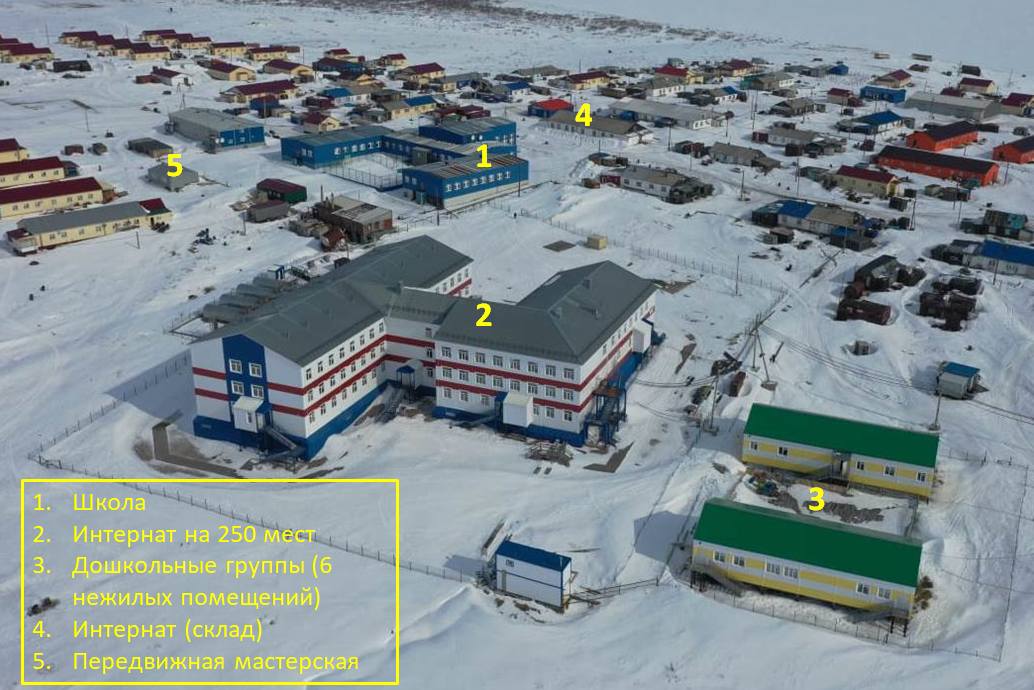 4
1
5
2
3
1. Школа
2. Интернат на 250 мест
3. Дошкольные группы (6
нежилых помещений)
4. Интернат (склад)
5. Передвижная мастерская